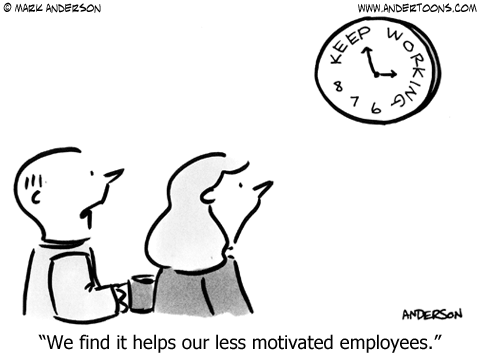 © MARK ANDERSON
WWW.ANDERTOONS.COM
KEEP WORKING
6
7
8
ANDERSON
“We find it helps our less motivated employees.”